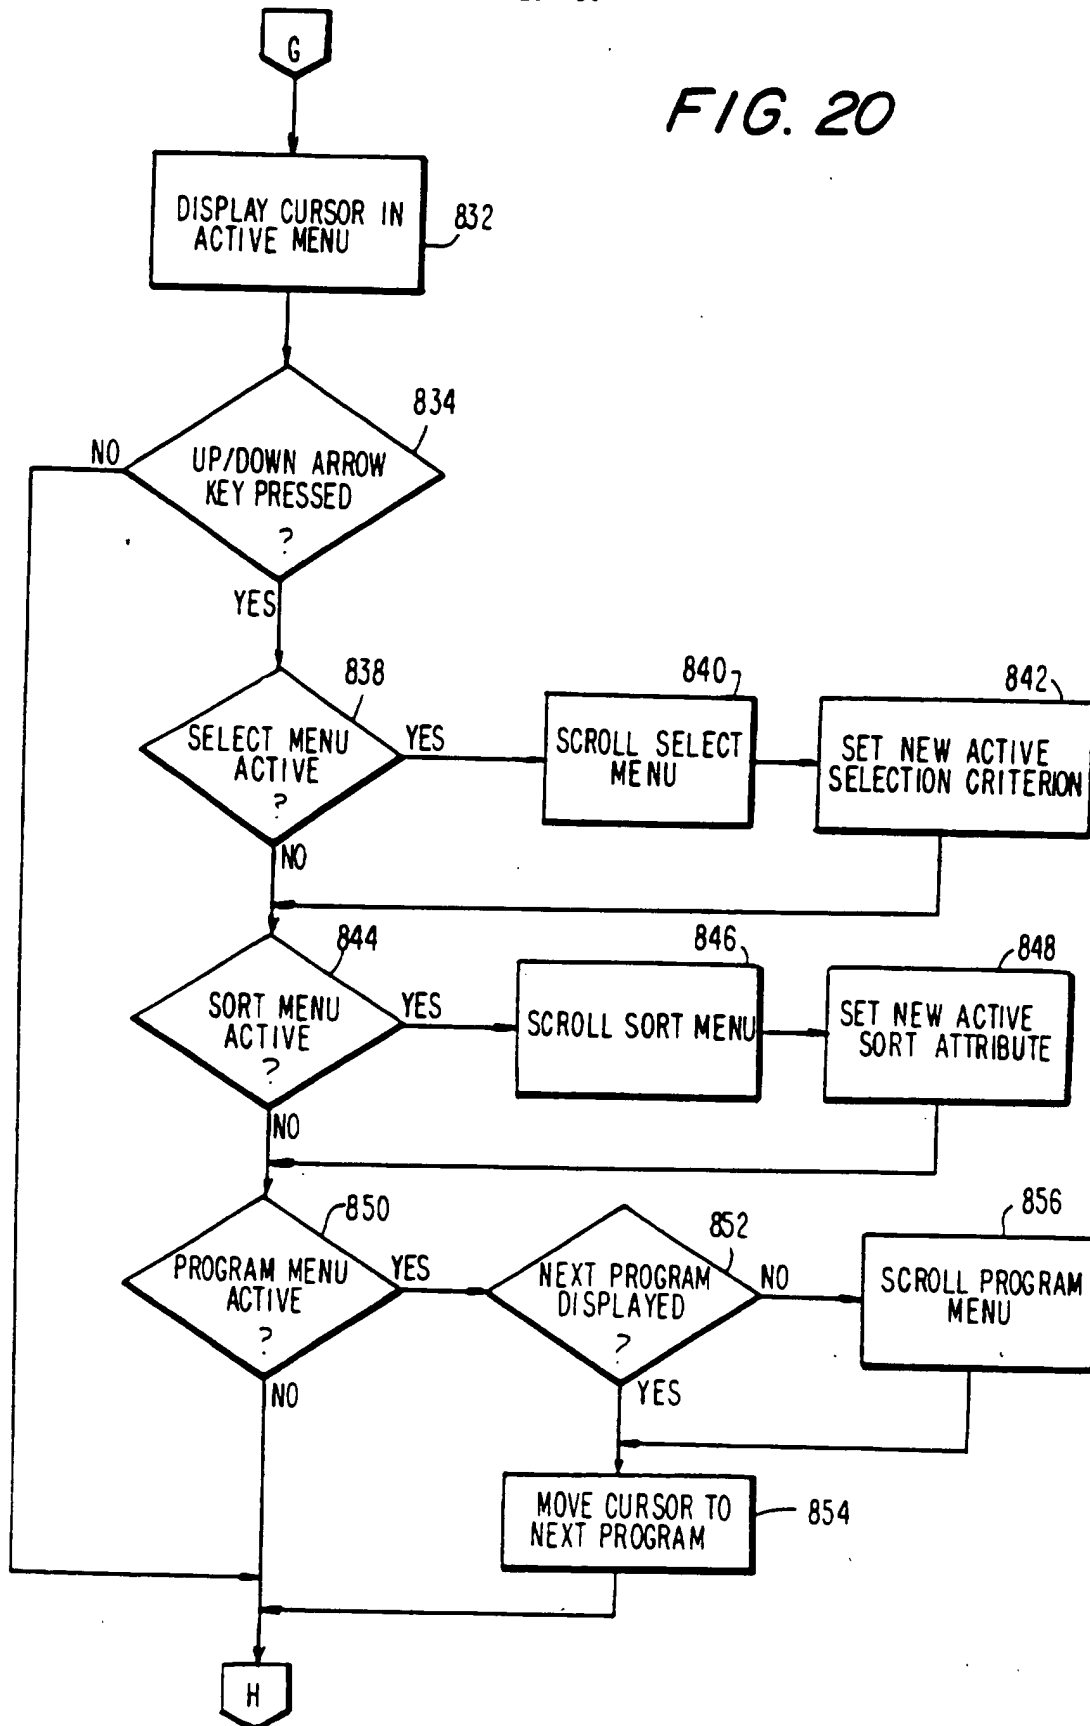 G
FIG. 20
DISPLAY CURSOR IN
ACTIVE MENU
832
834
NO
UP/DOWN ARROW
KEY PRESSED
?
YES
838
SELECT MENU
ACTIVE
?
YES
NO
840
SCROLL SELECT
MENU
842
SET NEW ACTIVE
SELECTION CRITERION
844
SORT MENU
ACTIVE
?
YES
NO
846
SCROLL SORT MENU
848
SET NEW ACTIVE
SORT ATTRIBUTE
850
PROGRAM MENU
ACTIVE
?
YES
NO
852
NEXT PROGRAM
DISPLAYED
?
NO
YES
856
SCROLL PROGRAM
MENU
MOVE CURSOR TO
NEXT PROGRAM
854
H